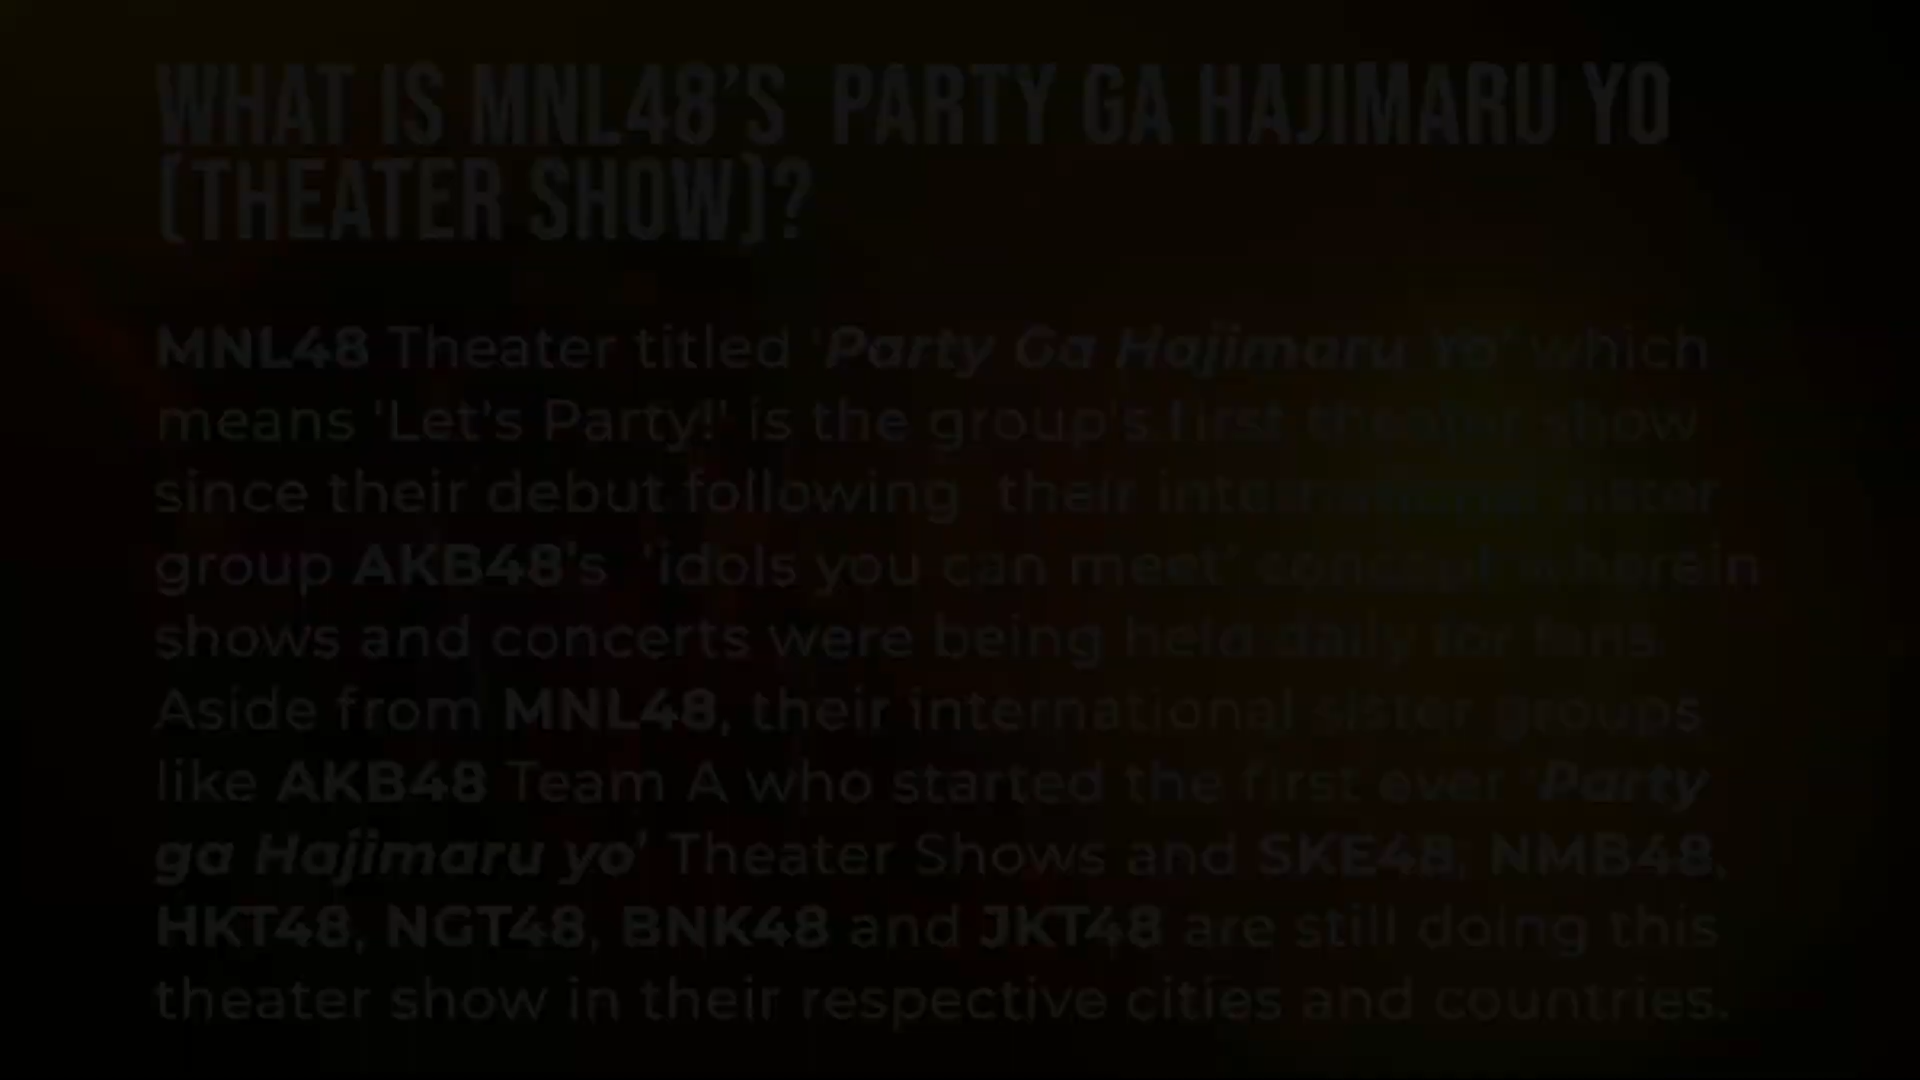 WHAT IS MNL48'S PARTY GA HAJIMARU YO
(THEATER SHOW)?
MNL48 Theater titled 'Party Ga Hajimaru Yo' which
means 'Let's Party!' is the group's first theater show
since their debut following their international sister
group AKB48's 'idols you can meet' concept wherein
shows and concerts were being held daily for fans.
Aside from MNL48, their international sister groups
like AKB48 Team A who started the first ever 'Party
ga Hajimaru yo' Theater Shows and SKE48, NMB48,
HKT48, NGT48, BNK48 and JKT48 are still doing this
theater show in their respective cities and countries.